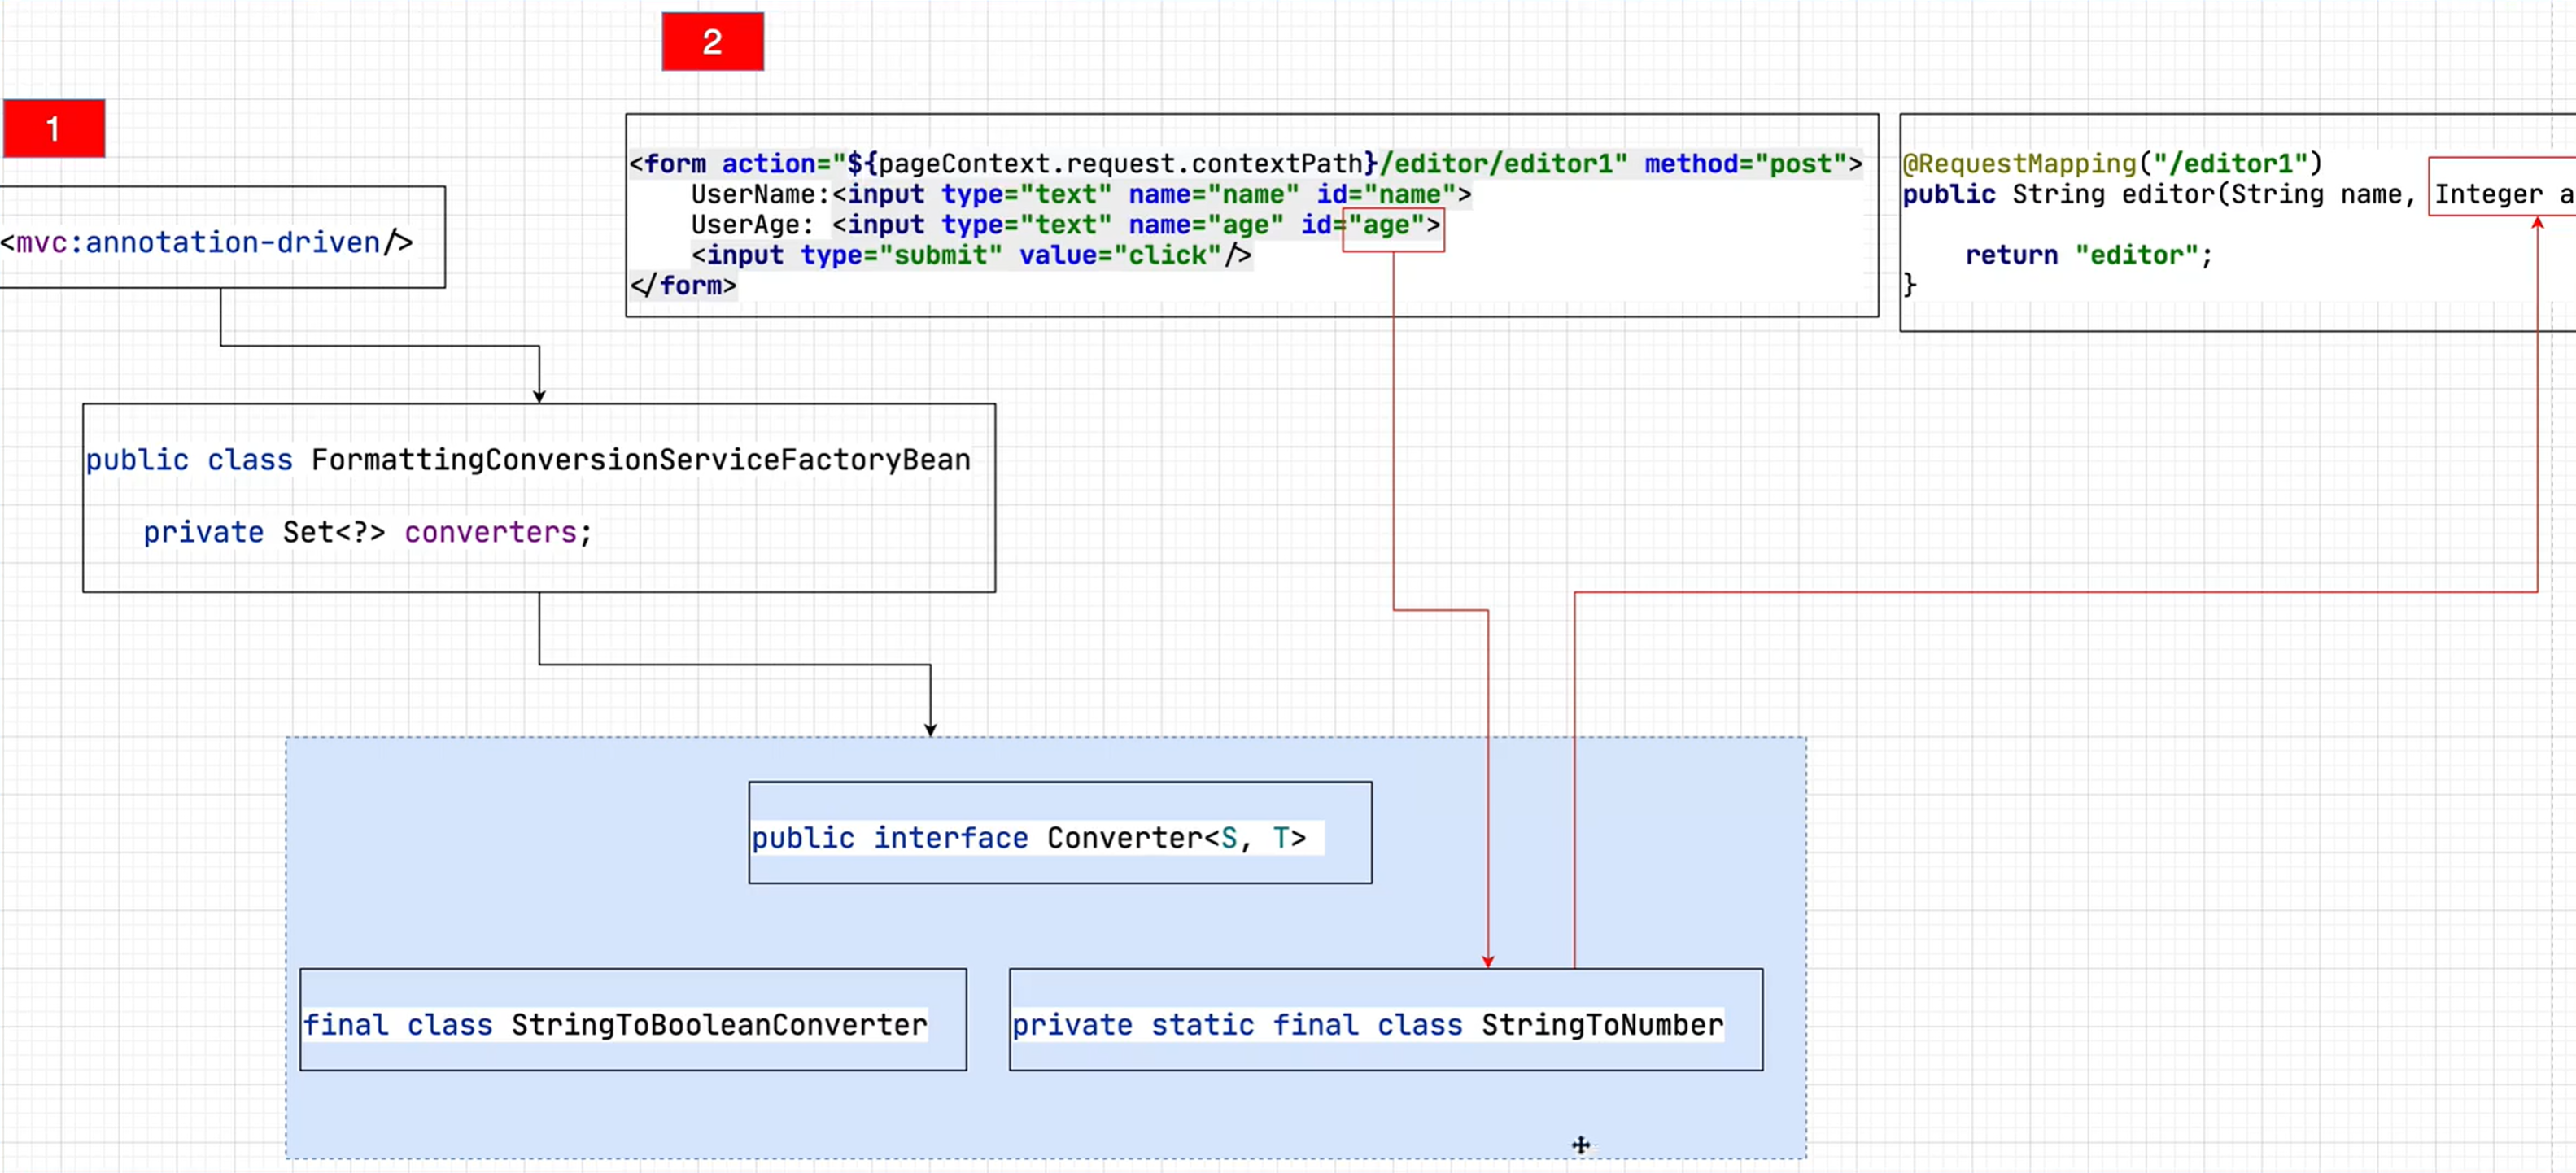 2
1
<form action="${pageContext.request.contextPath}/editor/editor1" method="post">
UserName:<input type="text" name="name" id="name">
UserAge: <input type="text" name="age" id="age">
<input type="submit" value="click"/>
</form>
@RequestMapping("/editor1")
public String editor(String name, Integer a
return "editor";
}
<mvc:annotation-driven/>
public class FormattingConversionServiceFactoryBean
private Set<?> converters;
public interface Converter<S, T>
final class StringToBooleanConverter
private static final class StringToNumber